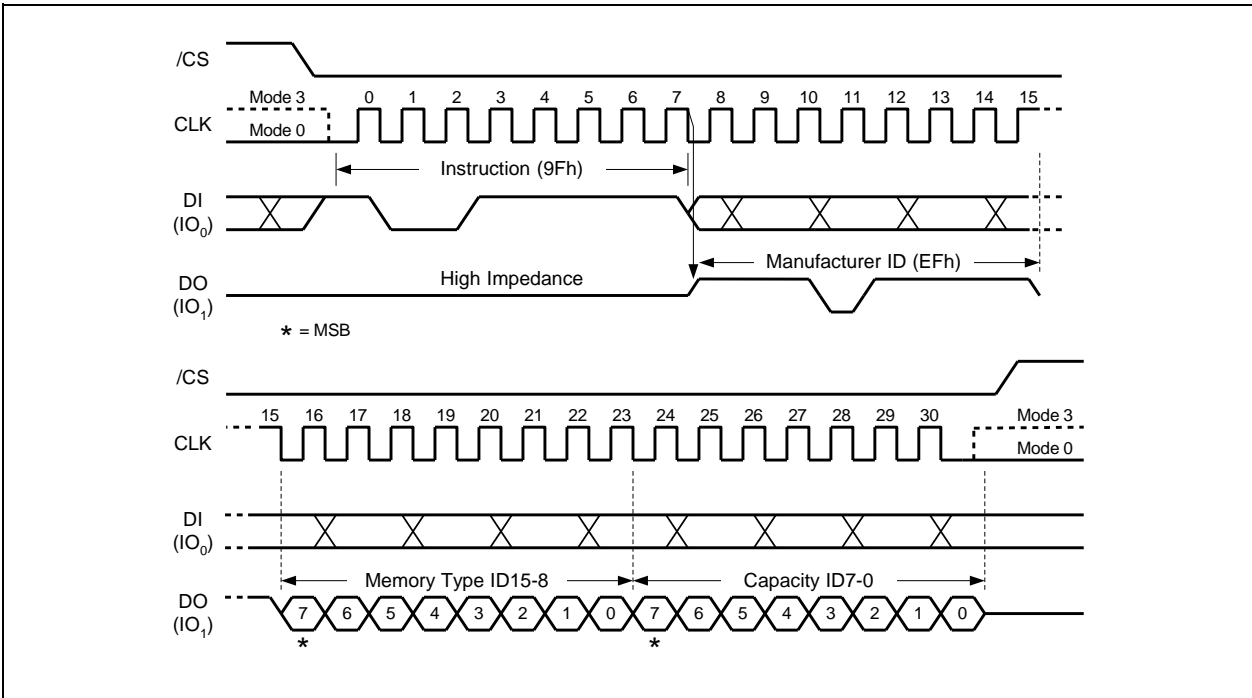 /CS
Mode 3 0 1 2 3 4 5 6 7 8 9 10 11 12 13 14 15
CLK
Mode 0
Instruction (9Fh)
DI
(IO0)
Manufacturer ID (EFh)
High Impedance
DO
(IO1)
* = MSB
/CS
15 16 17 18 19 20 21 22 23 24 25 26 27 28 29 30 Mode 3
CLK
Mode 0
DI
(IO0)
Memory Type ID15-8 Capacity ID7-0
DO
(IO1)
7 6 5 4 3 2 1 0 7 6 5 4 3 2 1 0
* *